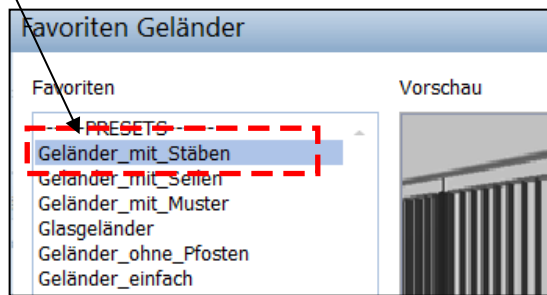 Favoriten Geländer
Favoriten
Vorschau
-----PRESETS-----
Geländer_mit_Stäben
Geländer_mit_Seilen
Geländer_mit_Muster
Glasgeländer
Geländer_ohne_Pfosten
Geländer_einfach